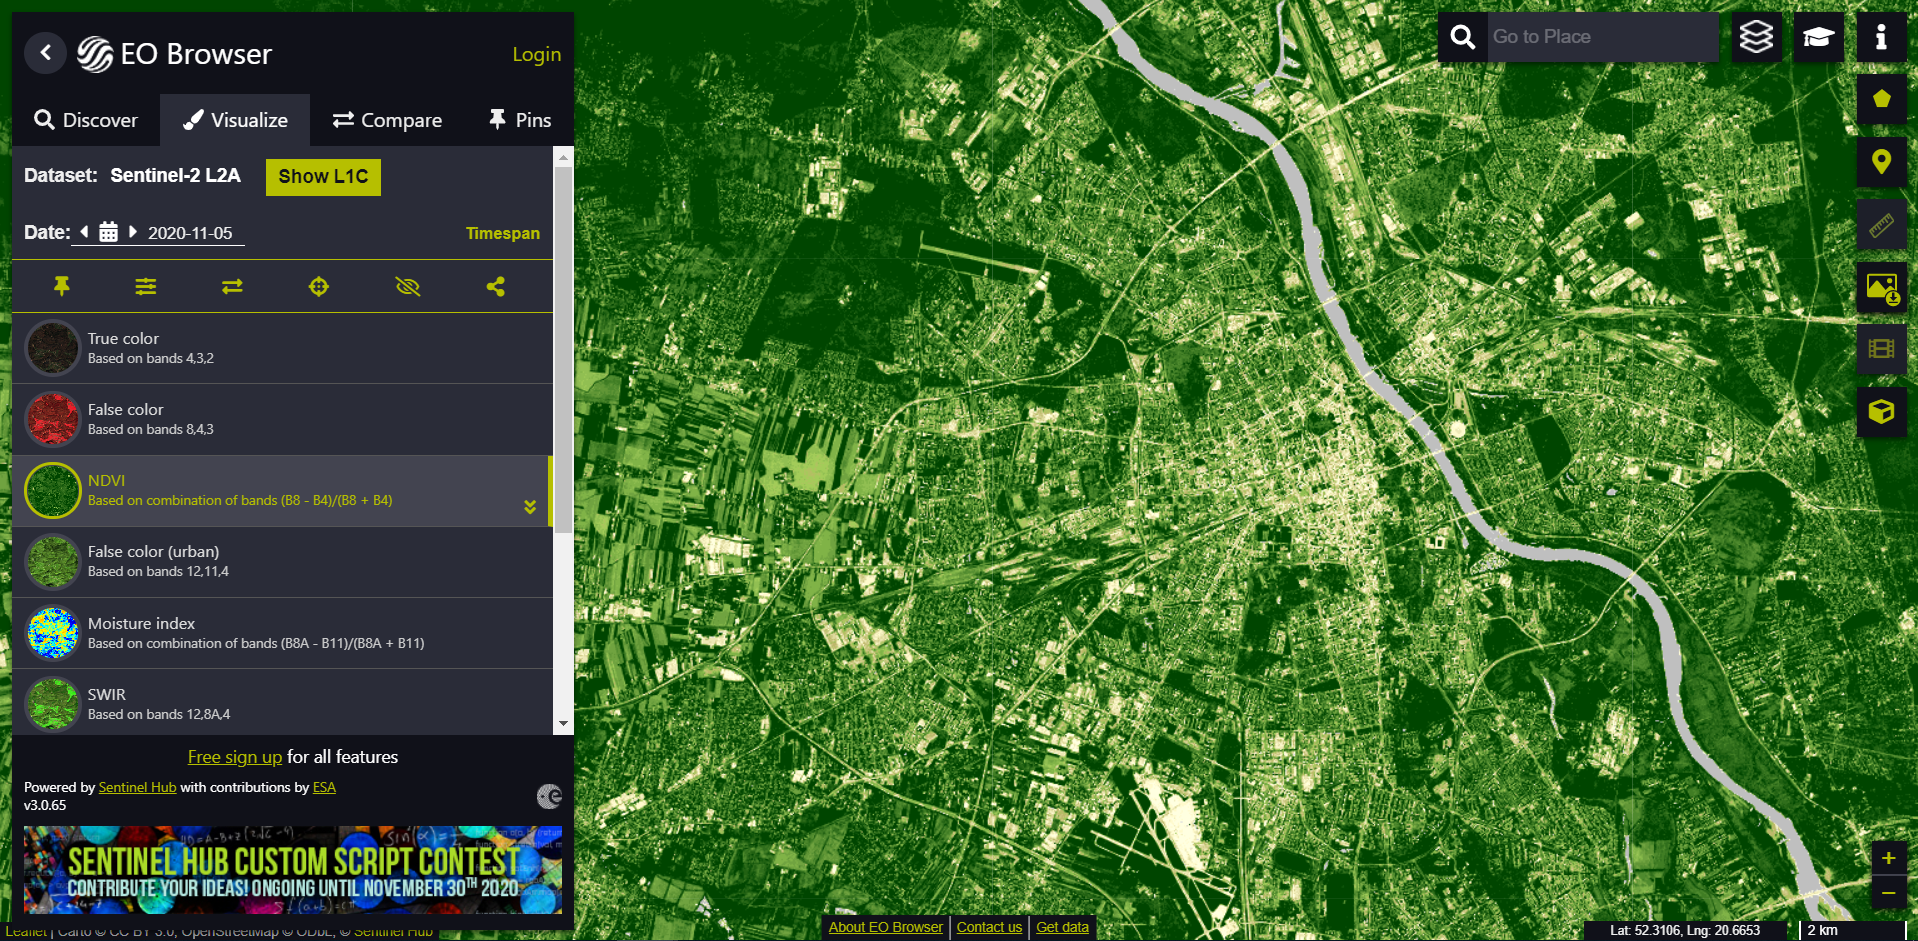 EO Browser
Login
Discover
Visualize
Compare
Pins
Dataset: Sentinel-2 L2A
Show L1C
Date: 2020-11-05
Timespan
True color
Based on bands 4,3,2
False color
Based on bands 8,4,3
NDVI
Based on combination of bands (B8 - B4)/(B8 + B4)
False color (urban)
Based on bands 12,11,4
Moisture index
Based on combination of bands (B8A - B11)/(B8A + B11)
SWIR
Based on bands 12,8A,4
Free sign up for all features
Powered by Sentinel Hub with contributions by ESA
v3.0.65
SENTINEL HUB CUSTOM SCRIPT CONTEST
CONTRIBUTE YOUR IDEAS! ONGOING UNTIL NOVEMBER 30TH 2020
Leaflet | Carto © CC BY 3.0, OpenStreetMap © ODbL, © Sentinel Hub
Go to Place
+
−
About EO Browser | Contact us | Get data
Lat: 52.3106, Lng: 20.6653
2 km